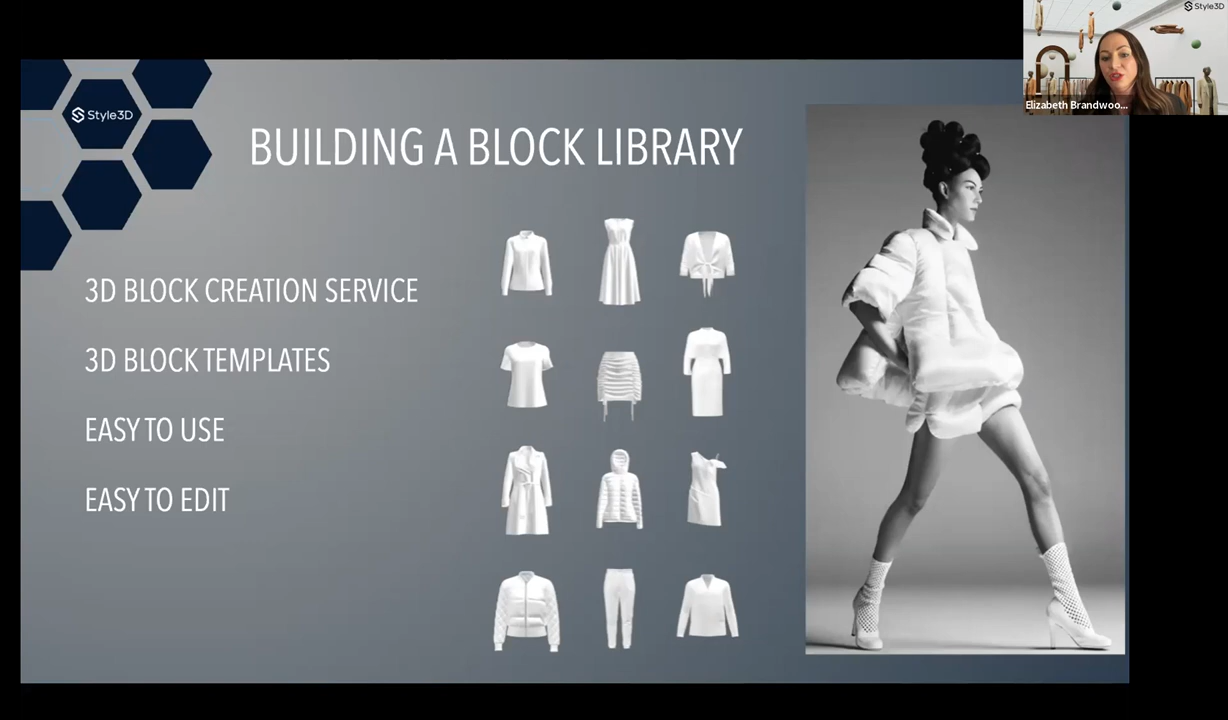 Style3D
Style3D
BUILDING A BLOCK LIBRARY
3D BLOCK CREATION SERVICE
3D BLOCK TEMPLATES
EASY TO USE
EASY TO EDIT
Elizabeth Brandwoo...